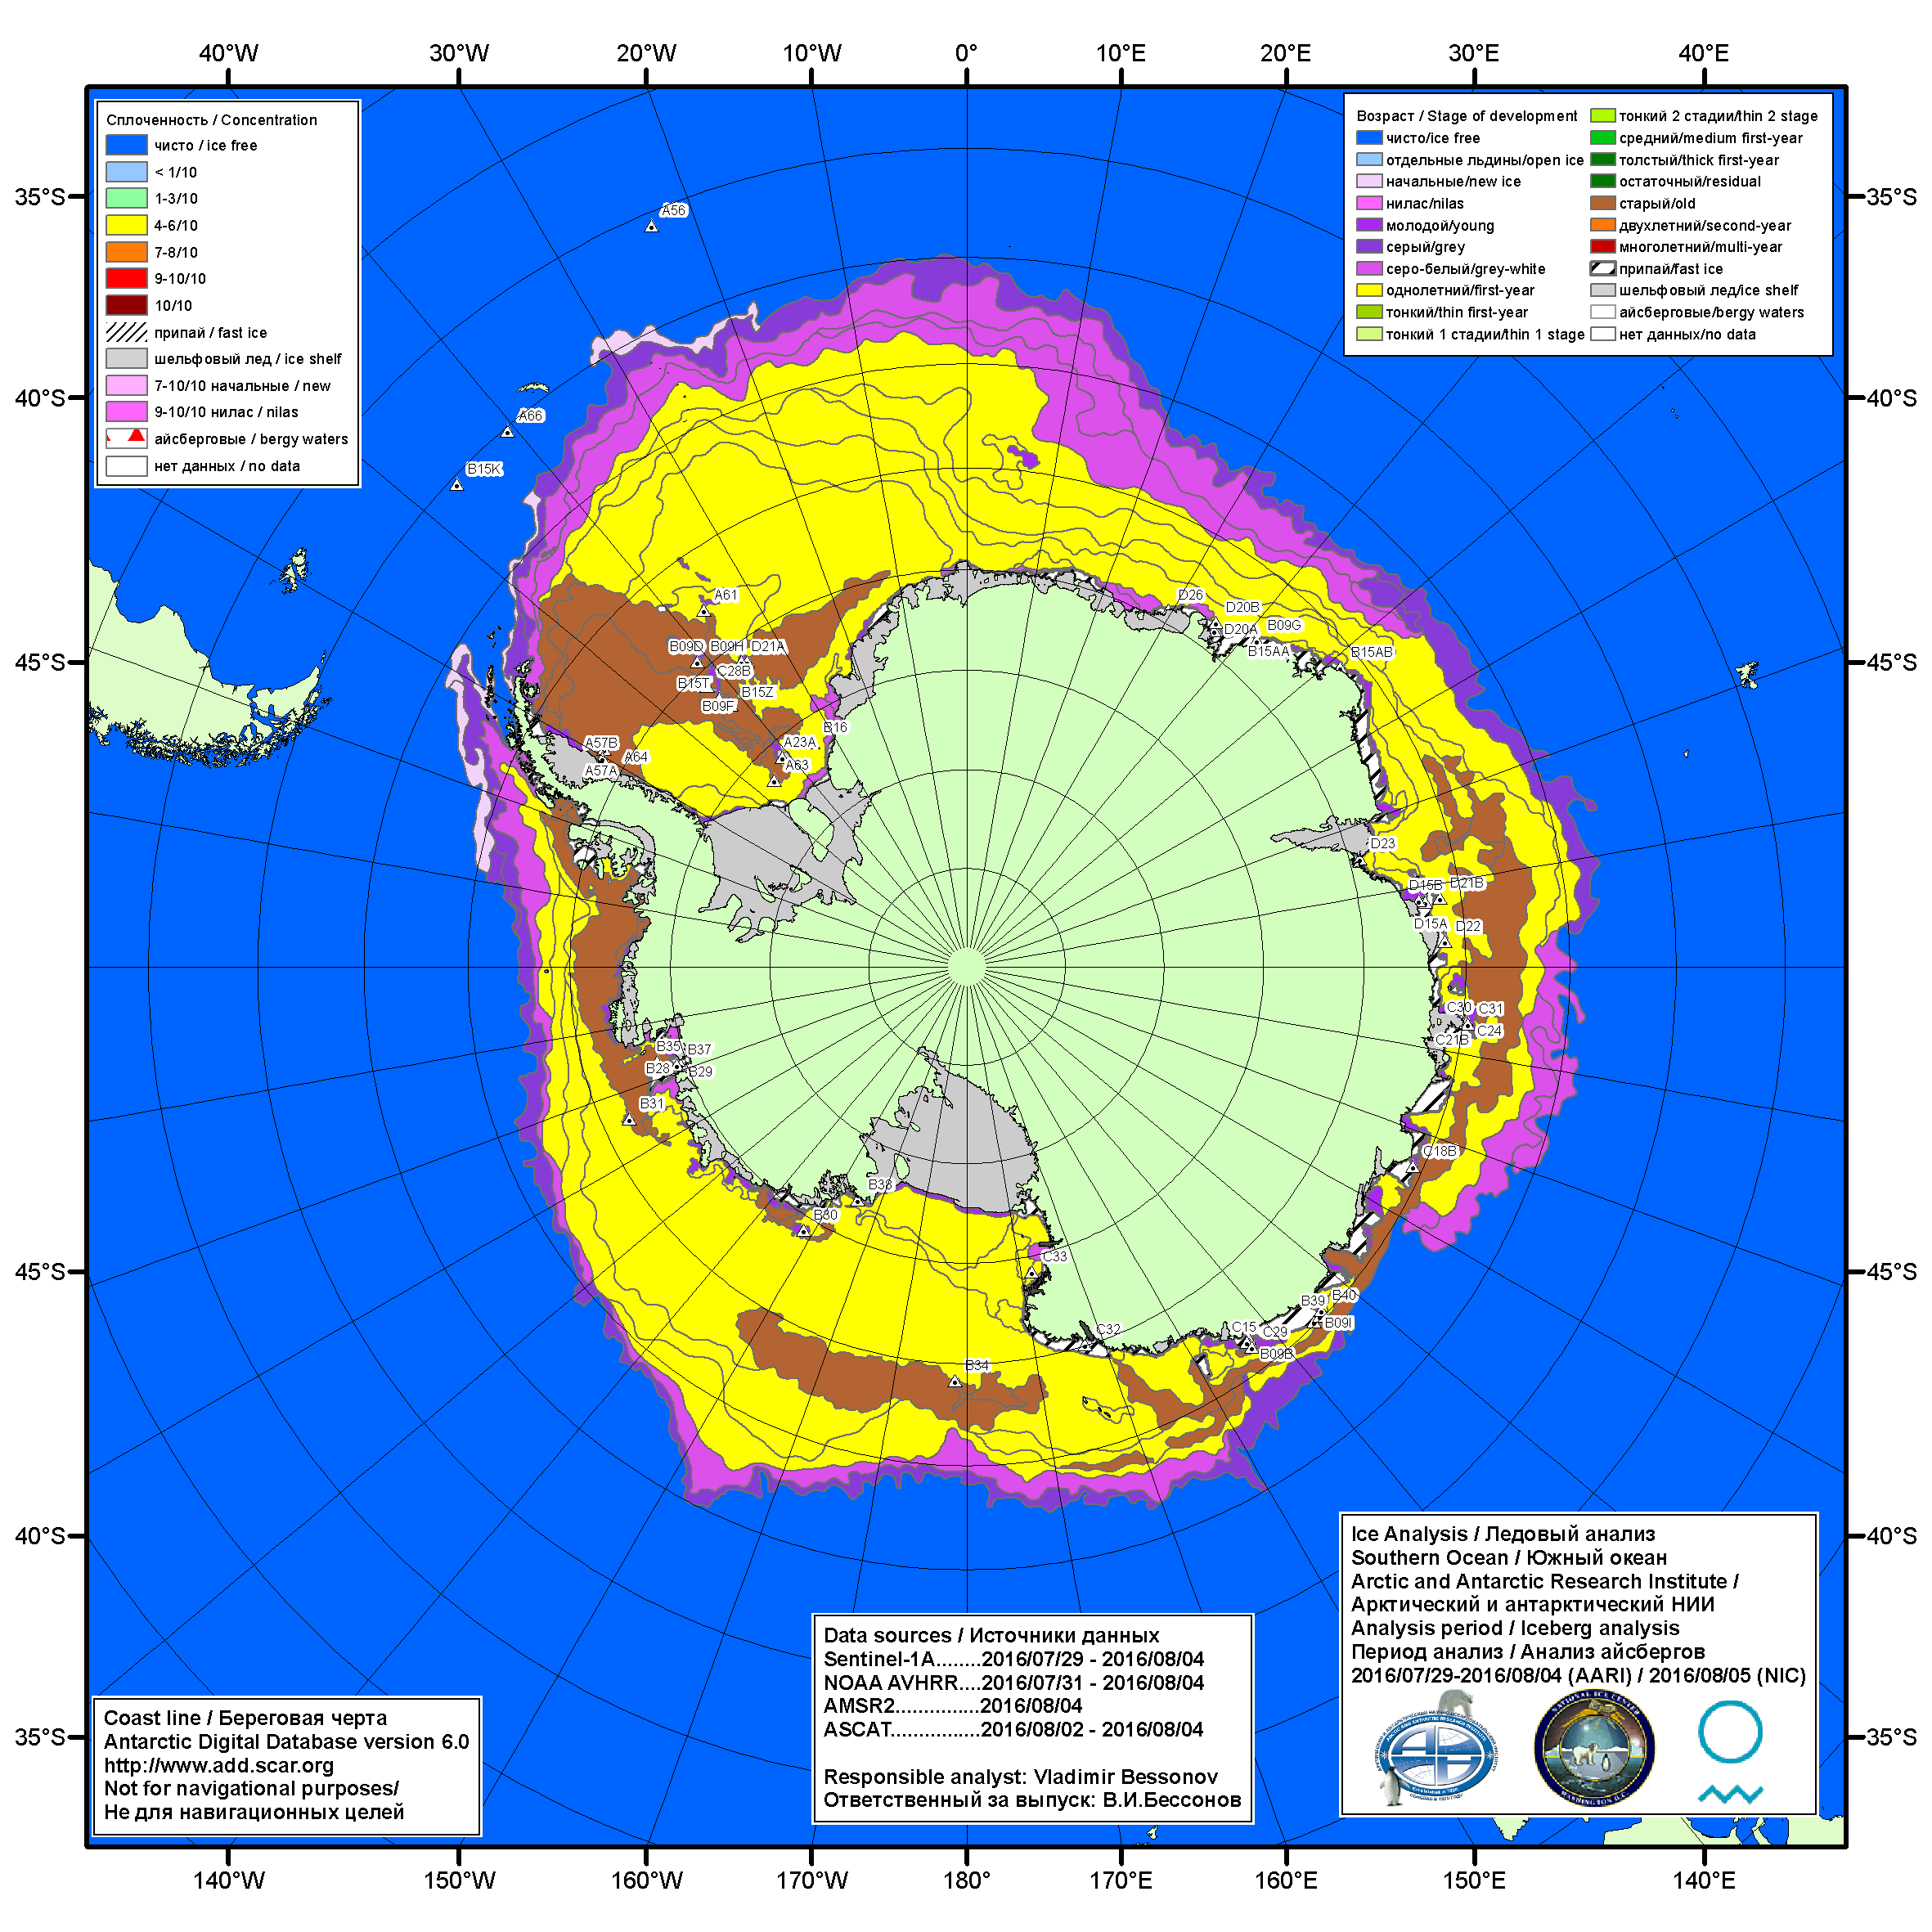 40°W 30°W 20°W 10°W 0° 10°E 20°E 30°E 40°E
35°S
40°S
45°S
45°S
40°S
35°S
35°S
40°S
45°S
45°S
40°S
35°S
140°W 150°W 160°W 170°W 180° 170°E 160°E 150°E 140°E
Сплоченность / Concentration
чисто / ice free
< 1/10
1-3/10
4-6/10
7-8/10
9-10/10
10/10
припай / fast ice
шельфовый лед / ice shelf
7-10/10 начальные / new
9-10/10 нилас / nilas
айсберговые / bergy waters
нет данных / no data
Возраст / Stage of development
чисто/ice free
отдельные льдины/open ice
начальные/new ice
нилас/nilas
молодой/young
серый/grey
серо-белый/grey-white
однолетний/first-year
тонкий/thin first-year
тонкий 1 стадии/thin 1 stage
тонкий 2 стадии/thin 2 stage
средний/medium first-year
толстый/thick first-year
остаточный/residual
старый/old
двухлетний/second-year
многолетний/multi-year
припай/fast ice
шельфовый лед/ice shelf
айсберговые/bergy waters
нет данных/no data
A56
A66
B15K
A61
B09D B09H D21A
C28B
B15T B15Z
B09F
B16
A23A
A63
A57B
A64
A57A
D26
D20B
D20A B09G
B15AA B15AB
D23
D15B D21B
D15A D22
C30 C31
C24
C21B
C18B
B35 B37
B28 B29
B31
B38
B30
C33
C32
B34
B39 B40
B09I
C15 C29
B09B
Ice Analysis / Ледовый анализ
Southern Ocean / Южный океан
Arctic and Antarctic Research Institute /
Арктический и антарктический НИИ
Analysis period / Iceberg analysis
Период анализ / Анализ айсбергов
2016/07/29-2016/08/04 (AARI) / 2016/08/05 (NIC)
NATIONAL ICE CENTER
WASHINGTON D.C.
Data sources / Источники данных
Sentinel-1A........2016/07/29 - 2016/08/04
NOAA AVHRR....2016/07/31 - 2016/08/04
AMSR2...............2016/08/04
ASCAT................2016/08/02 - 2016/08/04
Responsible analyst: Vladimir Bessonov
Ответственный за выпуск: В.И.Бессонов
Coast line / Береговая черта
Antarctic Digital Database version 6.0
http://www.add.scar.org
Not for navigational purposes/
Не для навигационных целей